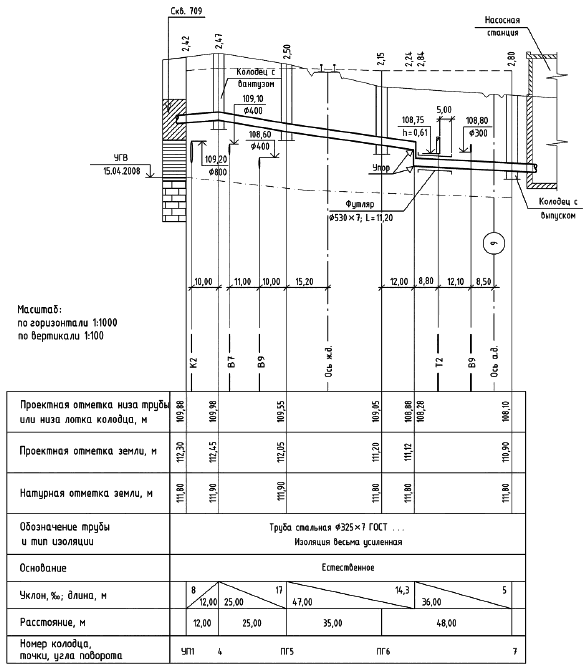 Скв. 709
2,42
2,47
2,50
2,15
2,24
2,84
2,80
Насосная
станция
Колодец с
вантузом
109,10
Ф400
108,60
Ф400
109,20
Ф800
108,75
h=0,61
5,00
108,80
Ф300
УГВ
15.04.2008
Упор
Футляр
Ф530×7; L=11,20
Колодец с
выпуском
9
10,00
11,00
10,00
15,20
12,00
8,80
12,10
8,50
Масштаб:
по горизонтали 1:1000
по вертикали 1:100
К2
В7
В9
Ось ж.д.
Т2
В9
Ось а.д.
Проектная отметка низа трубы
или низа лотка колодца, м
109,88
109,98
109,55
109,05
108,88
108,28
108,10
Проектная отметка земли, м
112,30
112,45
112,05
111,20
111,12
110,90
Натурная отметка земли, м
111,80
111,90
111,90
111,80
111,80
111,80
Обозначение трубы
и тип изоляции
Труба стальная Ф325×7 ГОСТ ...
Изоляция весьма усиленная
Основание
Естественное
Уклон, ‰; длина, м
8
12,00
25,00
17
47,00
14,3
36,00
5
Расстояние, м
12,00
25,00
35,00
48,00
Номер колодца,
точки, угла поворота
УП1
4
ПГ5
ПГ6
7